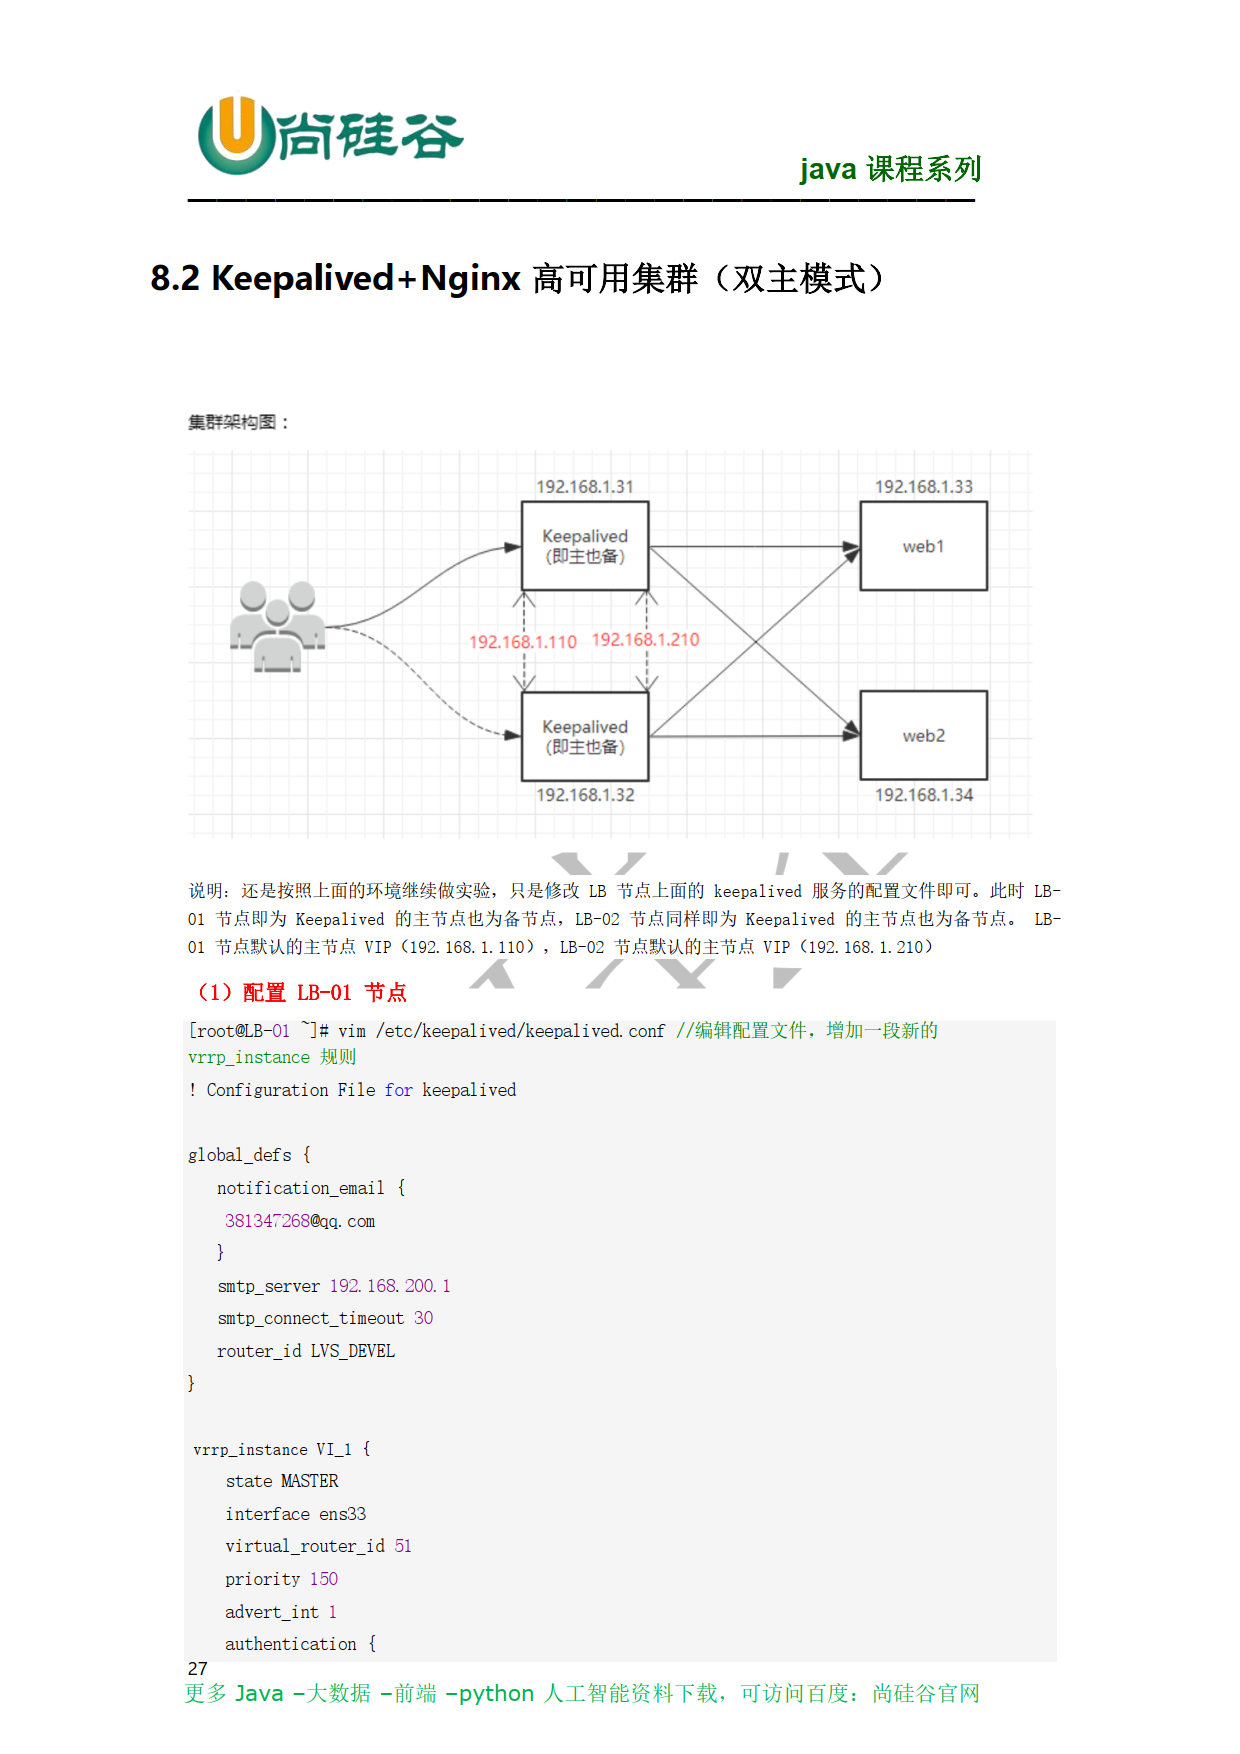 尚硅谷
java 课程系列
8.2 Keepalived+Nginx 高可用集群（双主模式）
集群架构图：
192.168.1.31
192.168.1.33
Keepalived
（即主也备）
web1
192.168.1.110
192.168.1.210
Keepalived
（即主也备）
web2
192.168.1.32
192.168.1.34
说明：还是按照上面的环境继续做实验，只是修改 LB 节点上面的 keepalived 服务的配置文件即可。此时 LB-
01 节点即为 Keepalived 的主节点也为备节点，LB-02 节点同样即为 Keepalived 的主节点也为备节点。 LB-
01 节点默认的主节点 VIP（192.168.1.110），LB-02 节点默认的主节点 VIP（192.168.1.210）
（1）配置 LB-01 节点
[root@LB-01 ~]# vim /etc/keepalived/keepalived.conf //编辑配置文件，增加一段新的
vrrp_instance 规则
! Configuration File for keepalived
global_defs {
notification_email {
381347268@qq.com
}
smtp_server 192.168.200.1
smtp_connect_timeout 30
router_id LVS_DEVEL
}
vrrp_instance VI_1 {
state MASTER
interface ens33
virtual_router_id 51
priority 150
advert_int 1
authentication {
27
更多 Java –大数据 –前端 –python 人工智能资料下载，可访问百度：尚硅谷官网